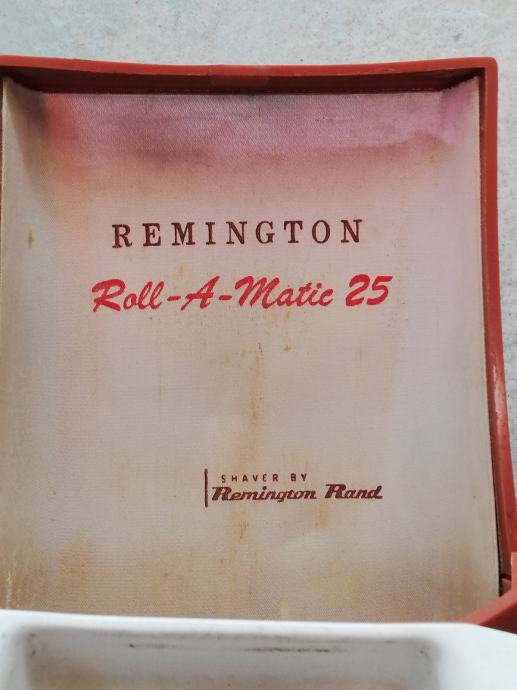 REMINGTON
Roll-A-Matic 25
SHAVER BY
Remington Rand